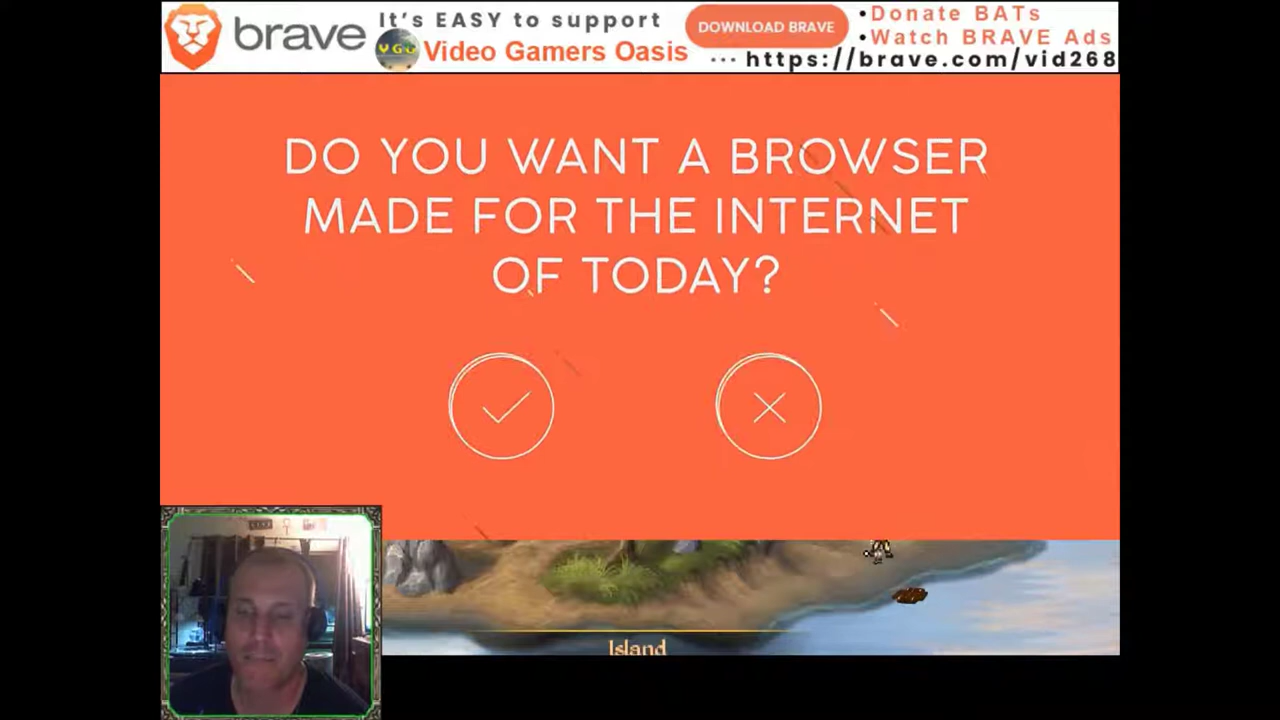 brave
It's EASY to support
VGO Video Gamers Oasis
DOWNLOAD BRAVE
•Donate BATs
•Watch BRAVE Ads
... https://brave.com/vid268
DO YOU WANT A BROWSER
MADE FOR THE INTERNET
OF TODAY?
Island